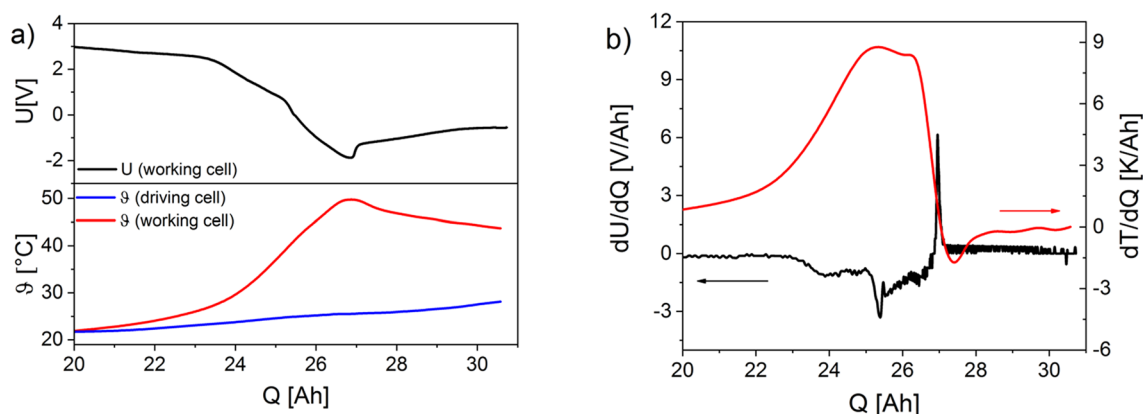 a)
U[V]
4
2
0
-2
U (working cell)
ϑ [°C]
50
40
30
20
ϑ (driving cell)
ϑ (working cell)
20 22 24 26 28 30
Q [Ah]
b)
dU/dQ [V/Ah]
12
9
6
3
0
-3
dT/dQ [K/Ah]
9
6
3
0
-3
-6
20 22 24 26 28 30
Q [Ah]